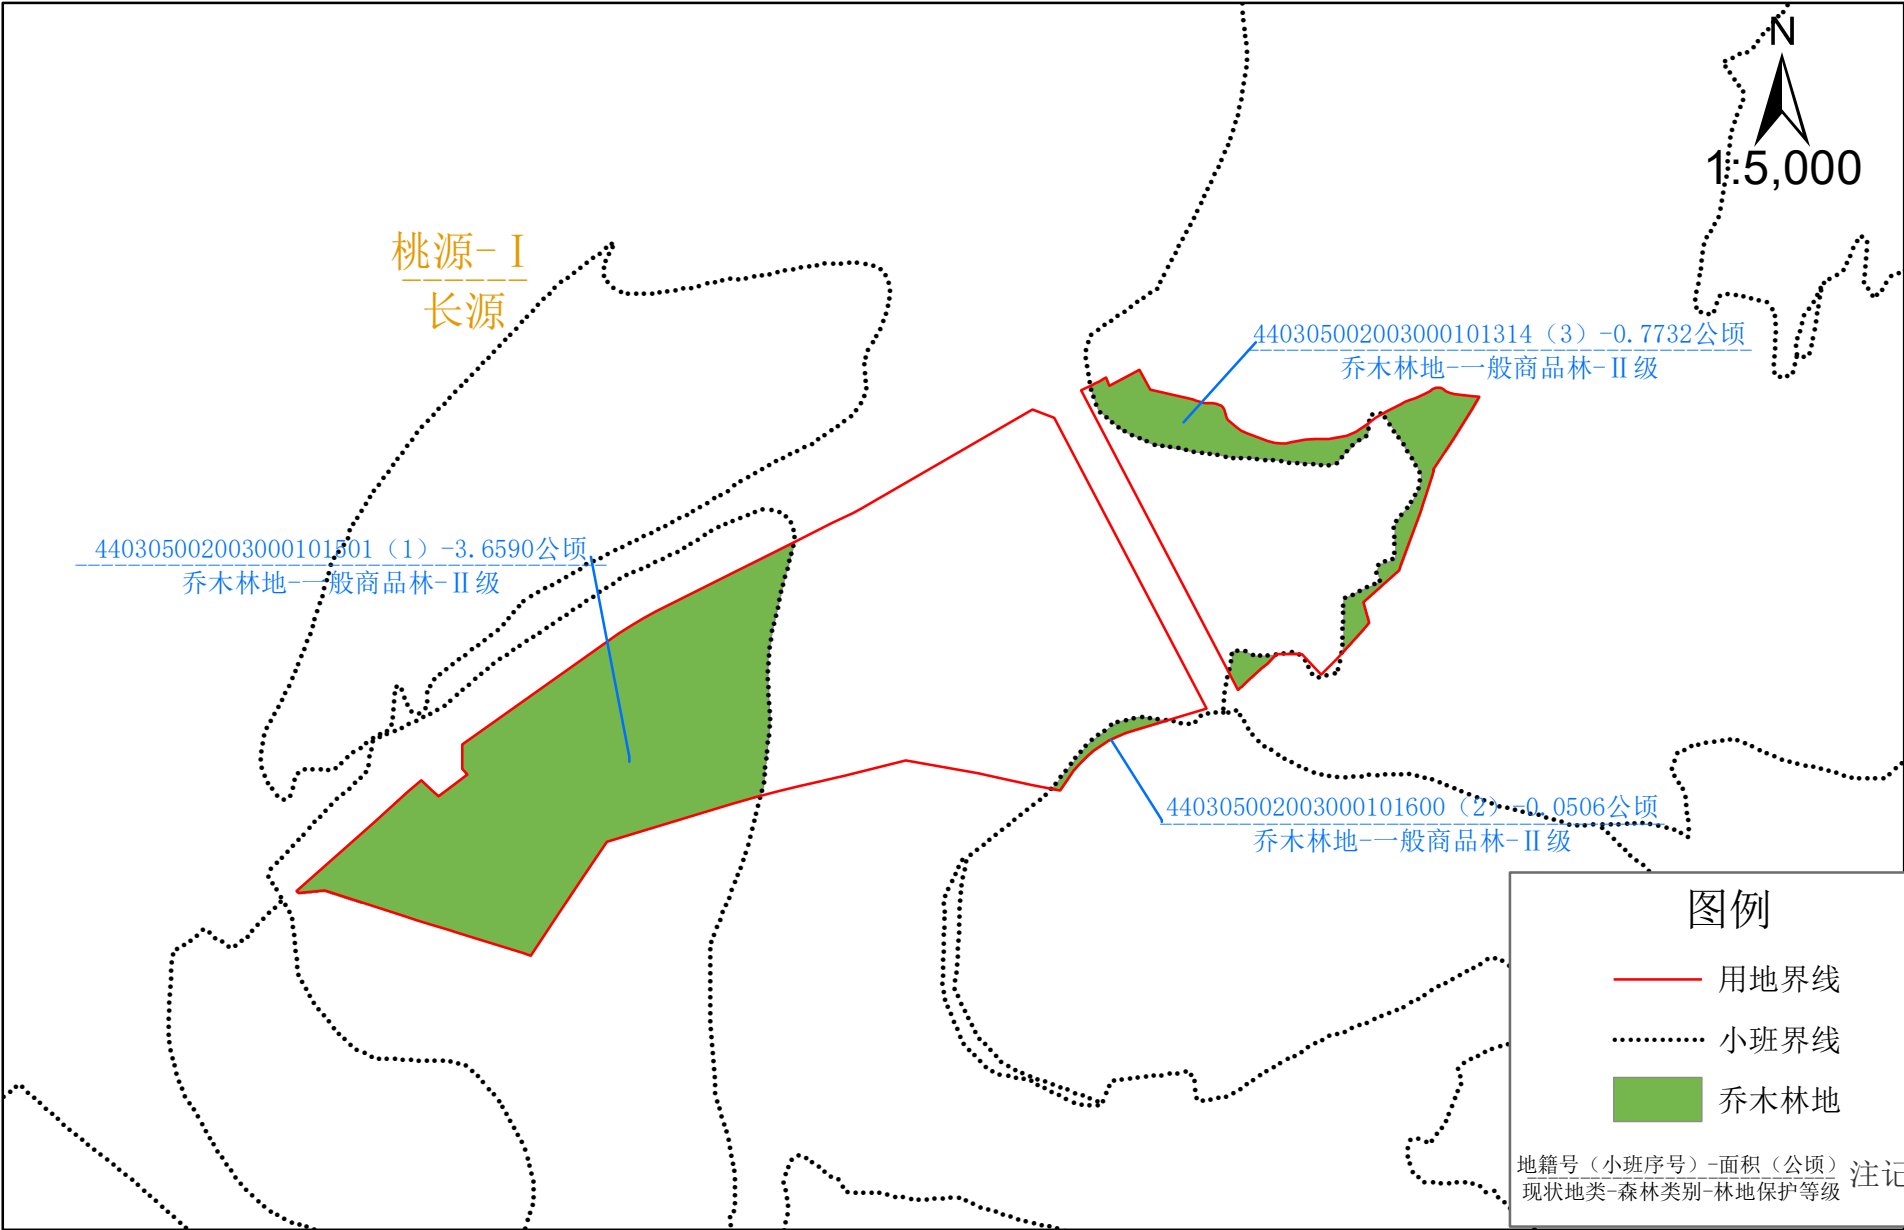 N
1:5,000
桃源-Ⅰ
长源
440305002003000101314（3）-0.7732公顷
乔木林地-一般商品林-Ⅱ级
440305002003000101501（1）-3.6590公顷
乔木林地-一般商品林-Ⅱ级
440305002003000101600（2）-0.0506公顷
乔木林地-一般商品林-Ⅱ级
图例
用地界线
小班界线
乔木林地
地籍号（小班序号）-面积（公顷）
现状地类-森林类别-林地保护等级
注记